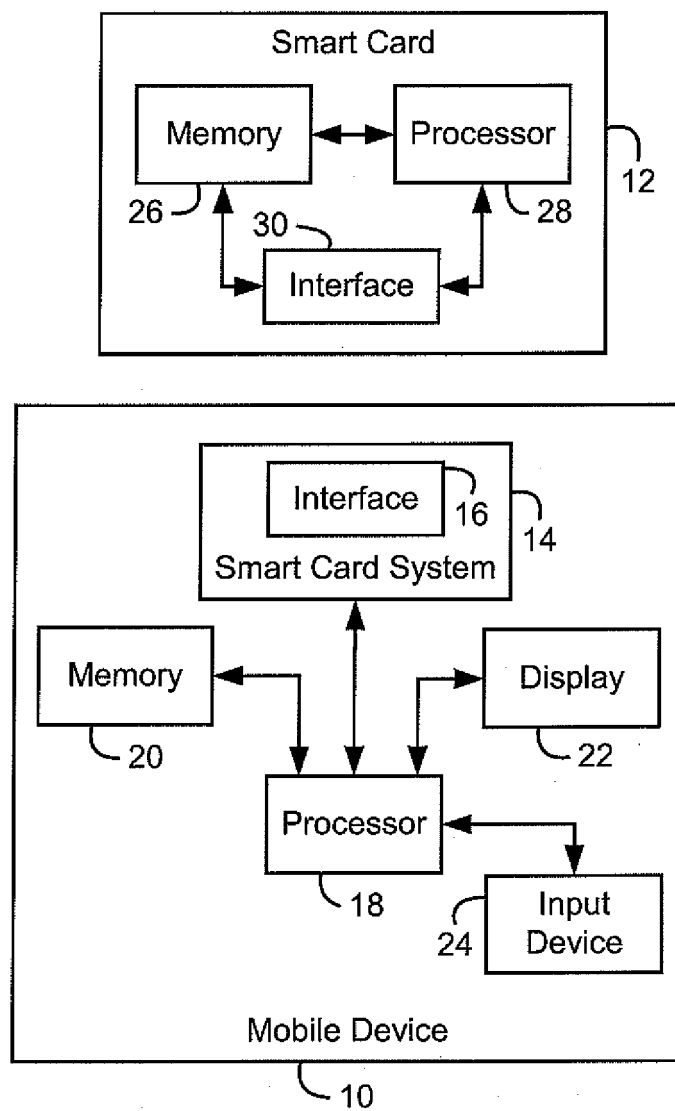 Smart Card
Memory
Processor
12
26
28
30
Interface
Interface
16
14
Smart Card System
Memory
Display
20
22
Processor
18
24
Input
Device
Mobile Device
10